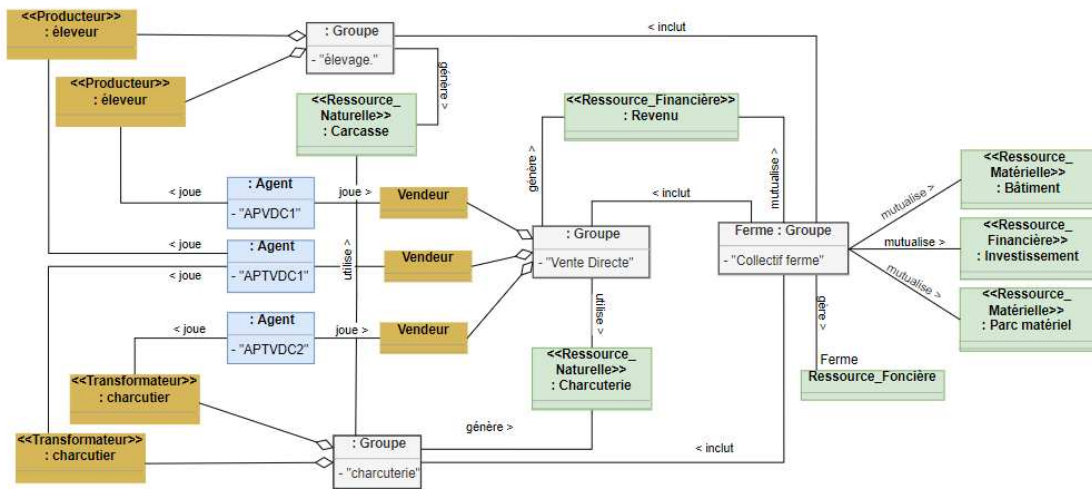 <<Producteur>>
: éleveur
: Groupe
- "élevage."
< inclut
génère >
<<Producteur>>
: éleveur
<<Ressource_
Naturelle>>
: Carcasse
<<Ressource_Financière>>
: Revenu
génère >
mutualise >
<<Ressource_
Matérielle>>
: Bâtiment
< joue
: Agent
- "APVDC1"
joue >
Vendeur
< inclut
mutualise >
: Groupe
- "Vente Directe"
Ferme : Groupe
- "Collectif ferme"
mutualise >
<<Ressource_
Financière>>
: Investissement
< joue
< joue
: Agent
- "APTVDC1"
Vendeur
utilise >
mutualise >
<<Ressource_
Matérielle>>
: Parc matériel
< joue
: Agent
- "APTVDC2"
joue >
Vendeur
utilise >
gère >
<<Ressource_
Naturelle>>
: Charcuterie
Ferme
Ressource_Foncière
<<Transformateur>>
: charcutier
<<Transformateur>>
: charcutier
génère >
: Groupe
- "charcuterie"
< inclut